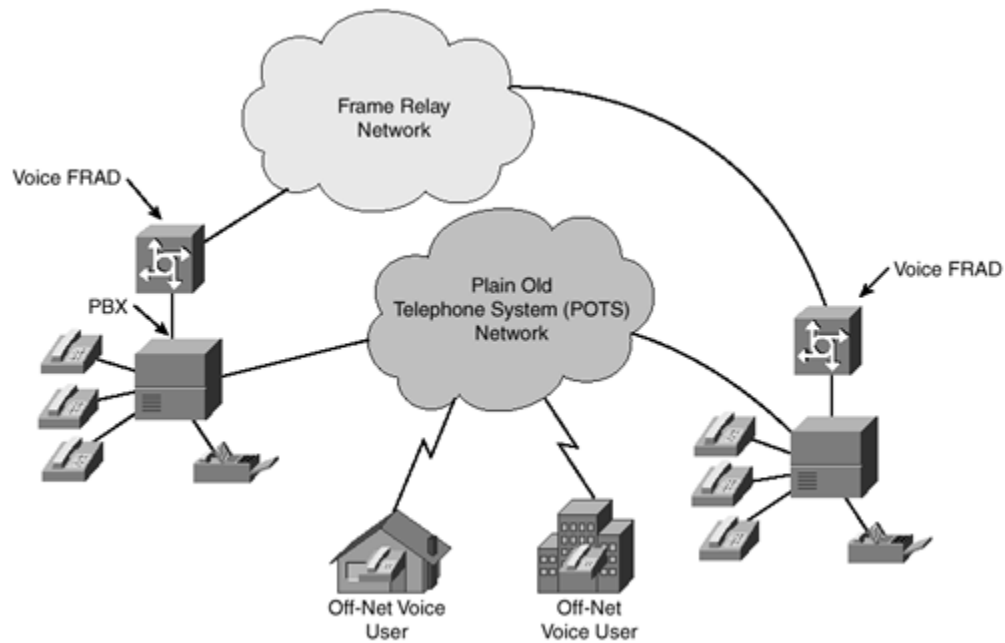 Frame Relay
Network
Voice FRAD
Plain Old
Telephone System (POTS)
Network
Voice FRAD
PBX
Off-Net Voice
User
Off-Net
Voice User